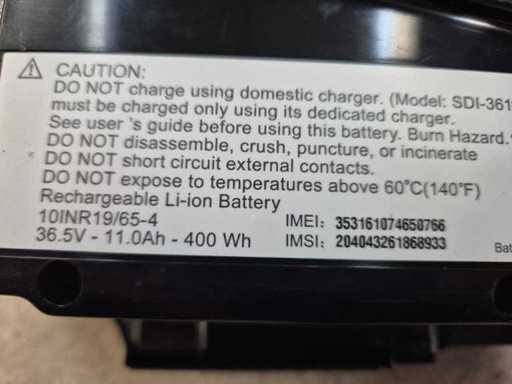 CAUTION:
DO NOT charge using domestic charger. (Model: SDI-361
must be charged only using its dedicated charger.
See user 's guide before using this battery. Burn Hazard.
DO NOT disassemble, crush, puncture, or incinerate
DO NOT short circuit external contacts.
DO NOT expose to temperatures above 60°C(140°F)
Rechargeable Li-ion Battery
10INR19/65-4 IMEI: 353161074650766
36.5V - 11.0Ah - 400 Wh IMSI: 204043261868933
Bat